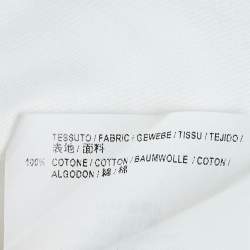 TESSUTO / FABRIC / GEWEBE / TISSU / TEJIDO /
表地 / 面料
100% COTONE / COTTON / BAUMWOLLE / COTON /
ALGODON / 綿 / 棉